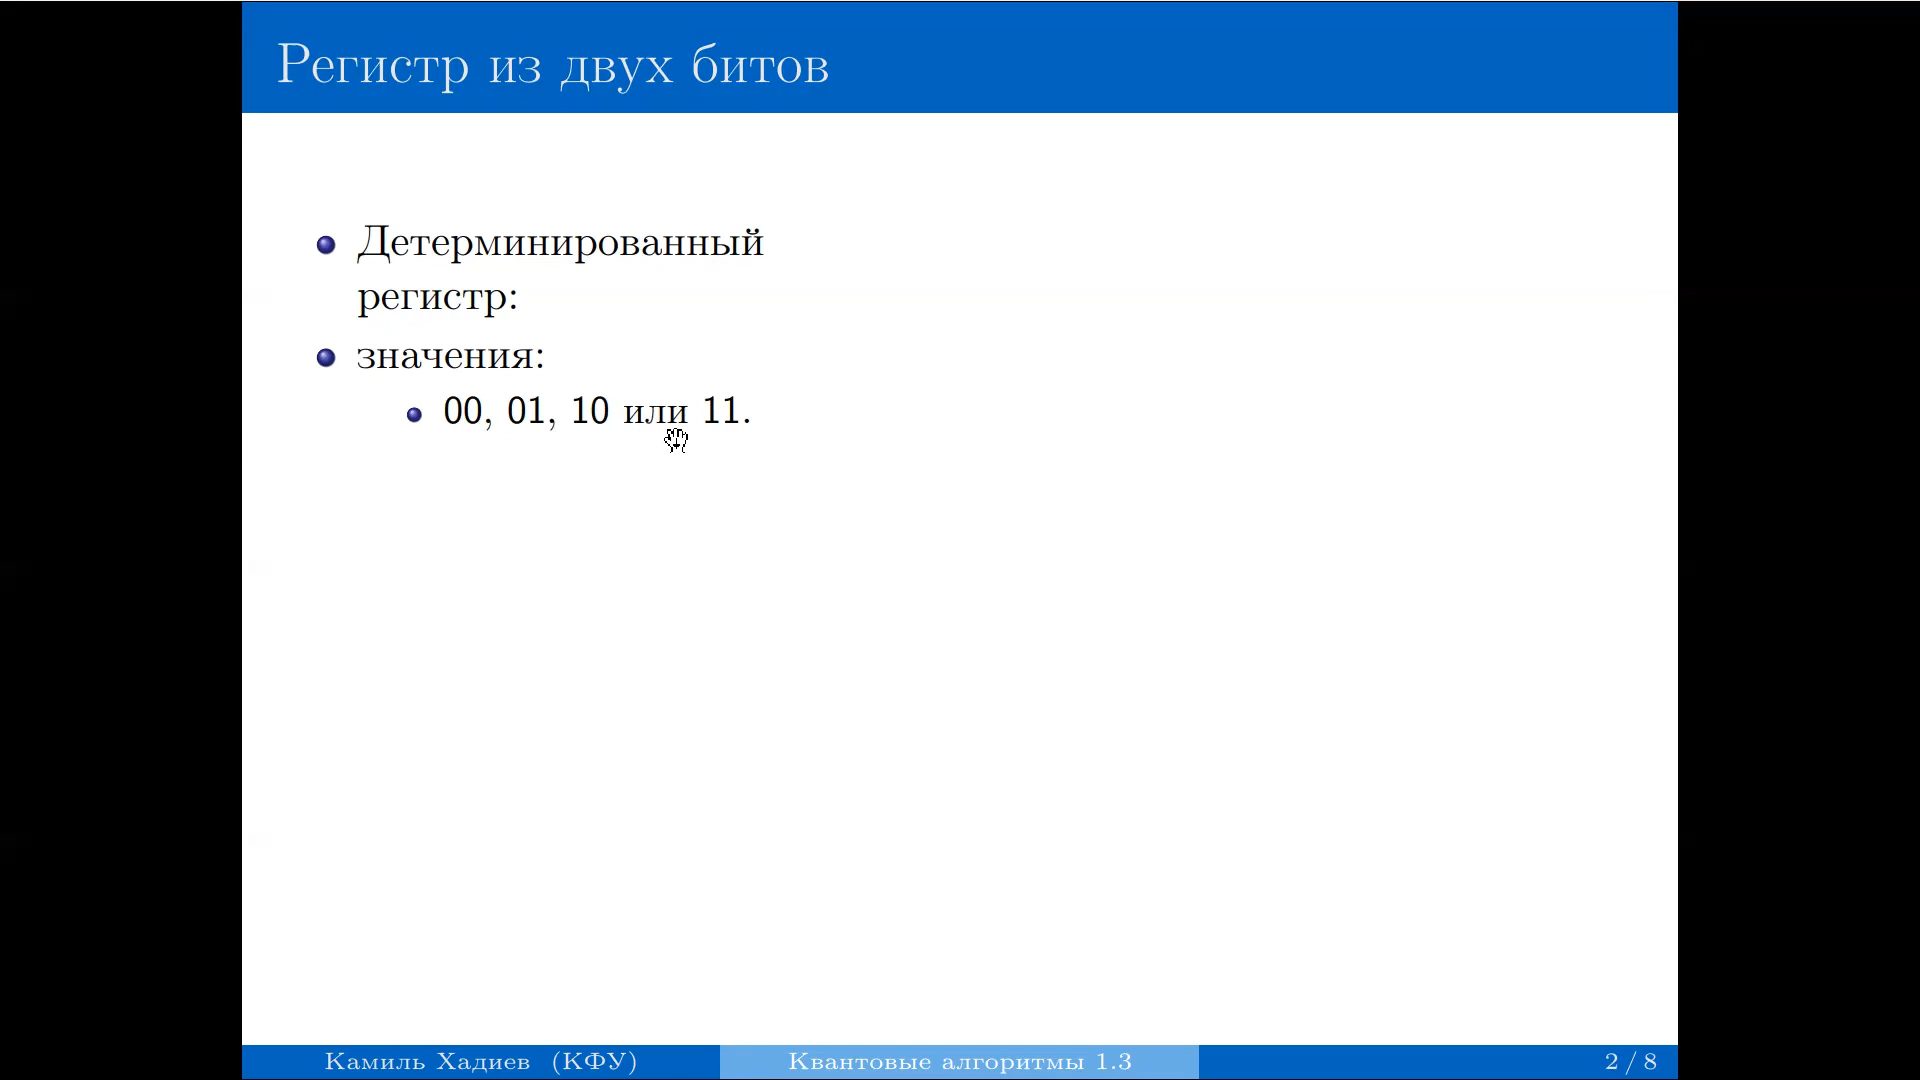 Регистр из двух битов
Детерминированный
регистр:
значения:
00, 01, 10 или 11.
Камиль Хадиев (КФУ)
Квантовые алгоритмы 1.3
2 / 8